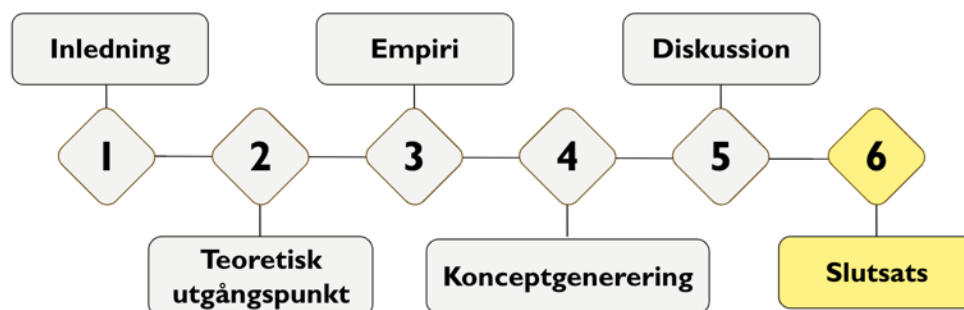 Inledning
Empiri
Diskussion
1
2
3
4
5
6
Teoretisk
utgångspunkt
Konceptgenerering
Slutsats